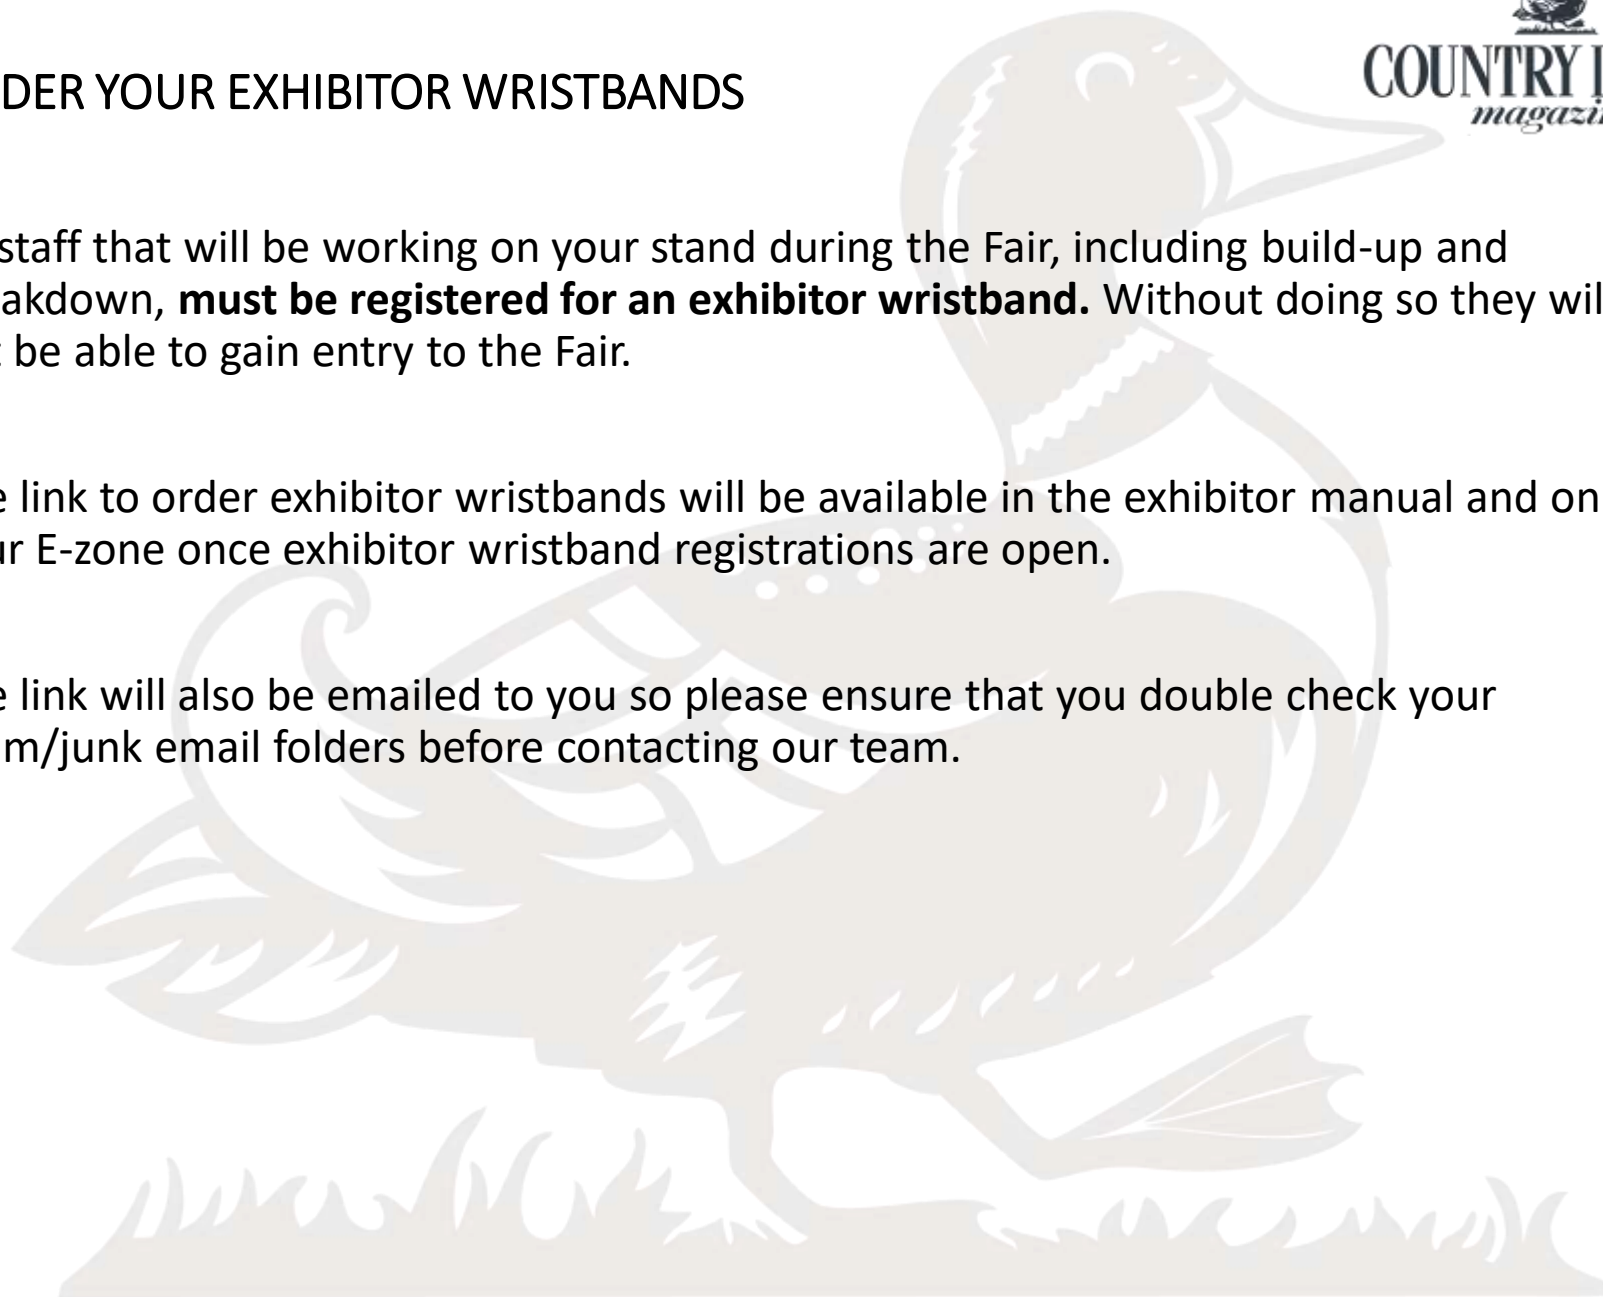 DER YOUR EXHIBITOR WRISTBANDS
COUNTRY
staff that will be working on your stand during the Fair, including build-up and
akdown, must be registered for an exhibitor wristband. Without doing so they wil
be able to gain entry to the Fair.
link to order exhibitor wristbands will be available in the exhibitor manual and on
ur E-zone once exhibitor wristband registrations are open.
link will also be emailed to you so please ensure that you double check your
m/junk email folders before contacting our team.